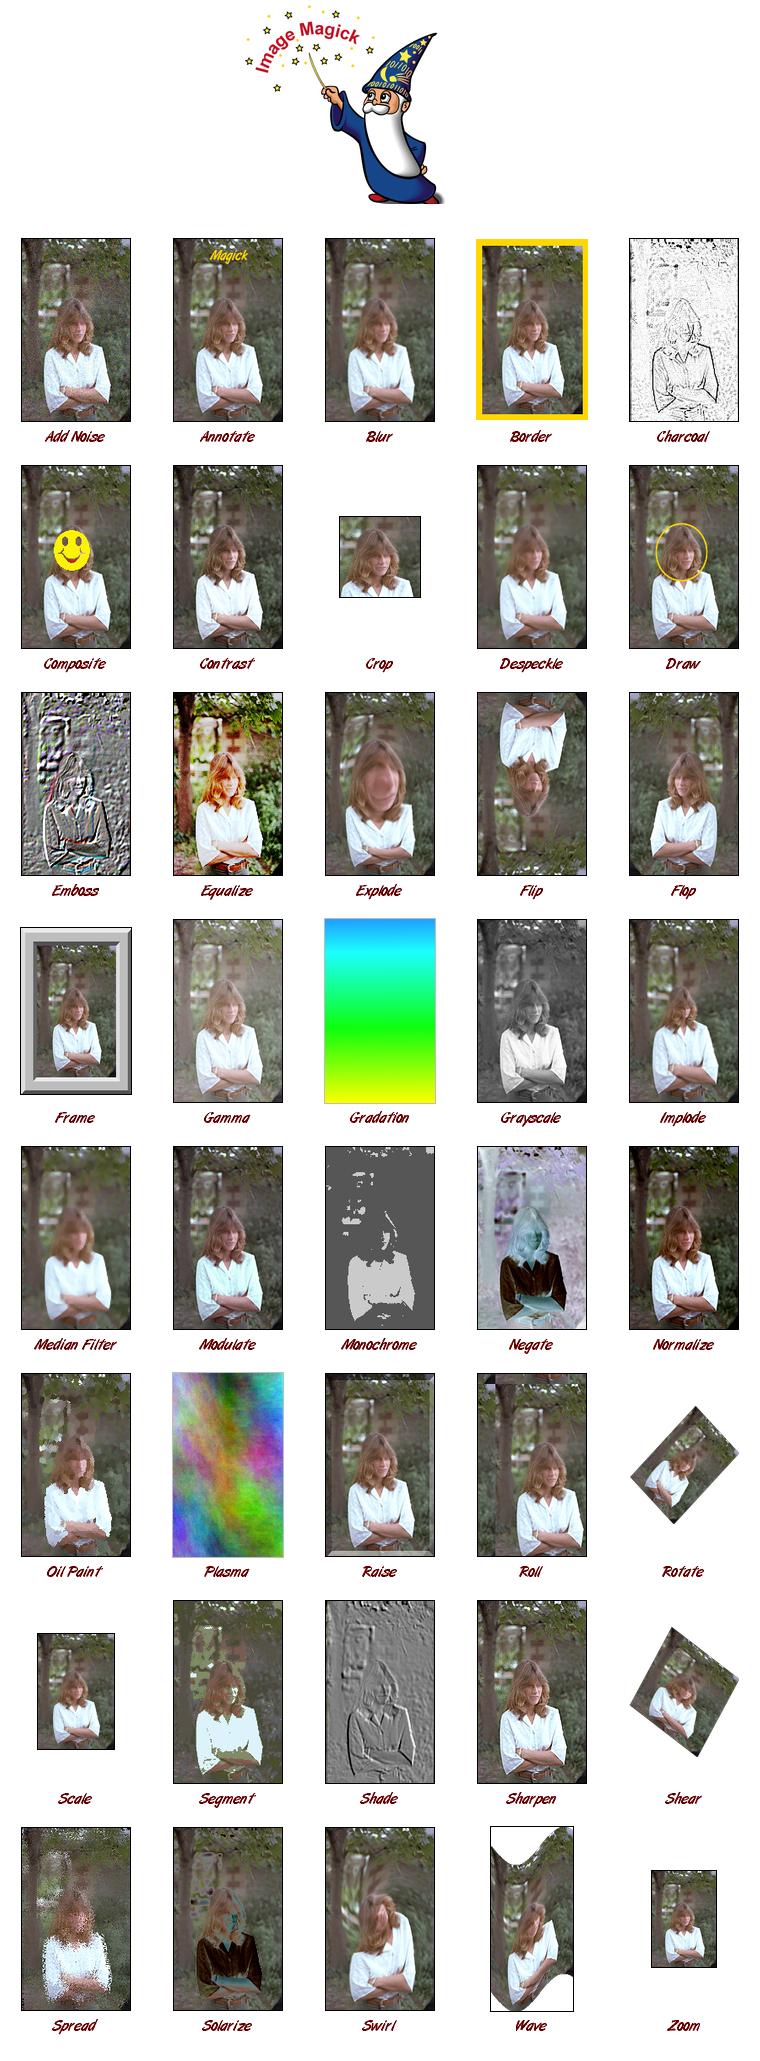 Image Magick
Magick
Add Noise
Annotate
Blur
Border
Charcoal
Composite
Contrast
Crop
Despeckle
Draw
Emboss
Equalize
Explode
Flip
Flop
Frame
Gamma
Gradation
Grayscale
Implode
Median Filter
Modulate
Monochrome
Negate
Normalize
Oil Paint
Plasma
Raise
Roll
Rotate
Scale
Segment
Shade
Sharpen
Shear
Spread
Solarize
Swirl
Wave
Zoom